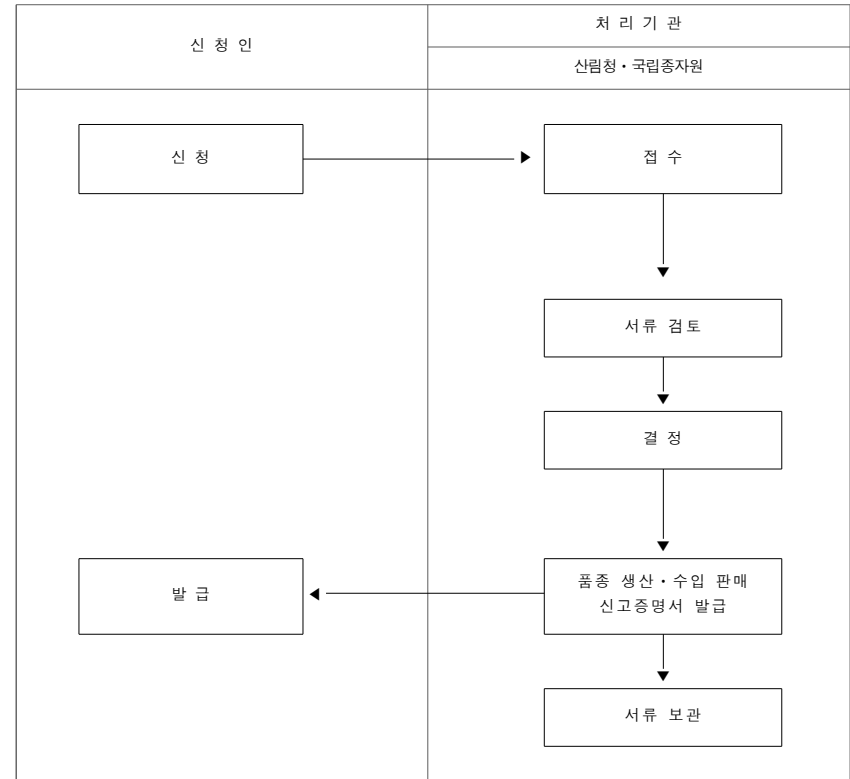 신 청 인
처 리 기 관
산림청·국립종자원
신 청
접 수
서류 검토
결 정
발 급
품종 생산·수입 판매
신고증명서 발급
서류 보관